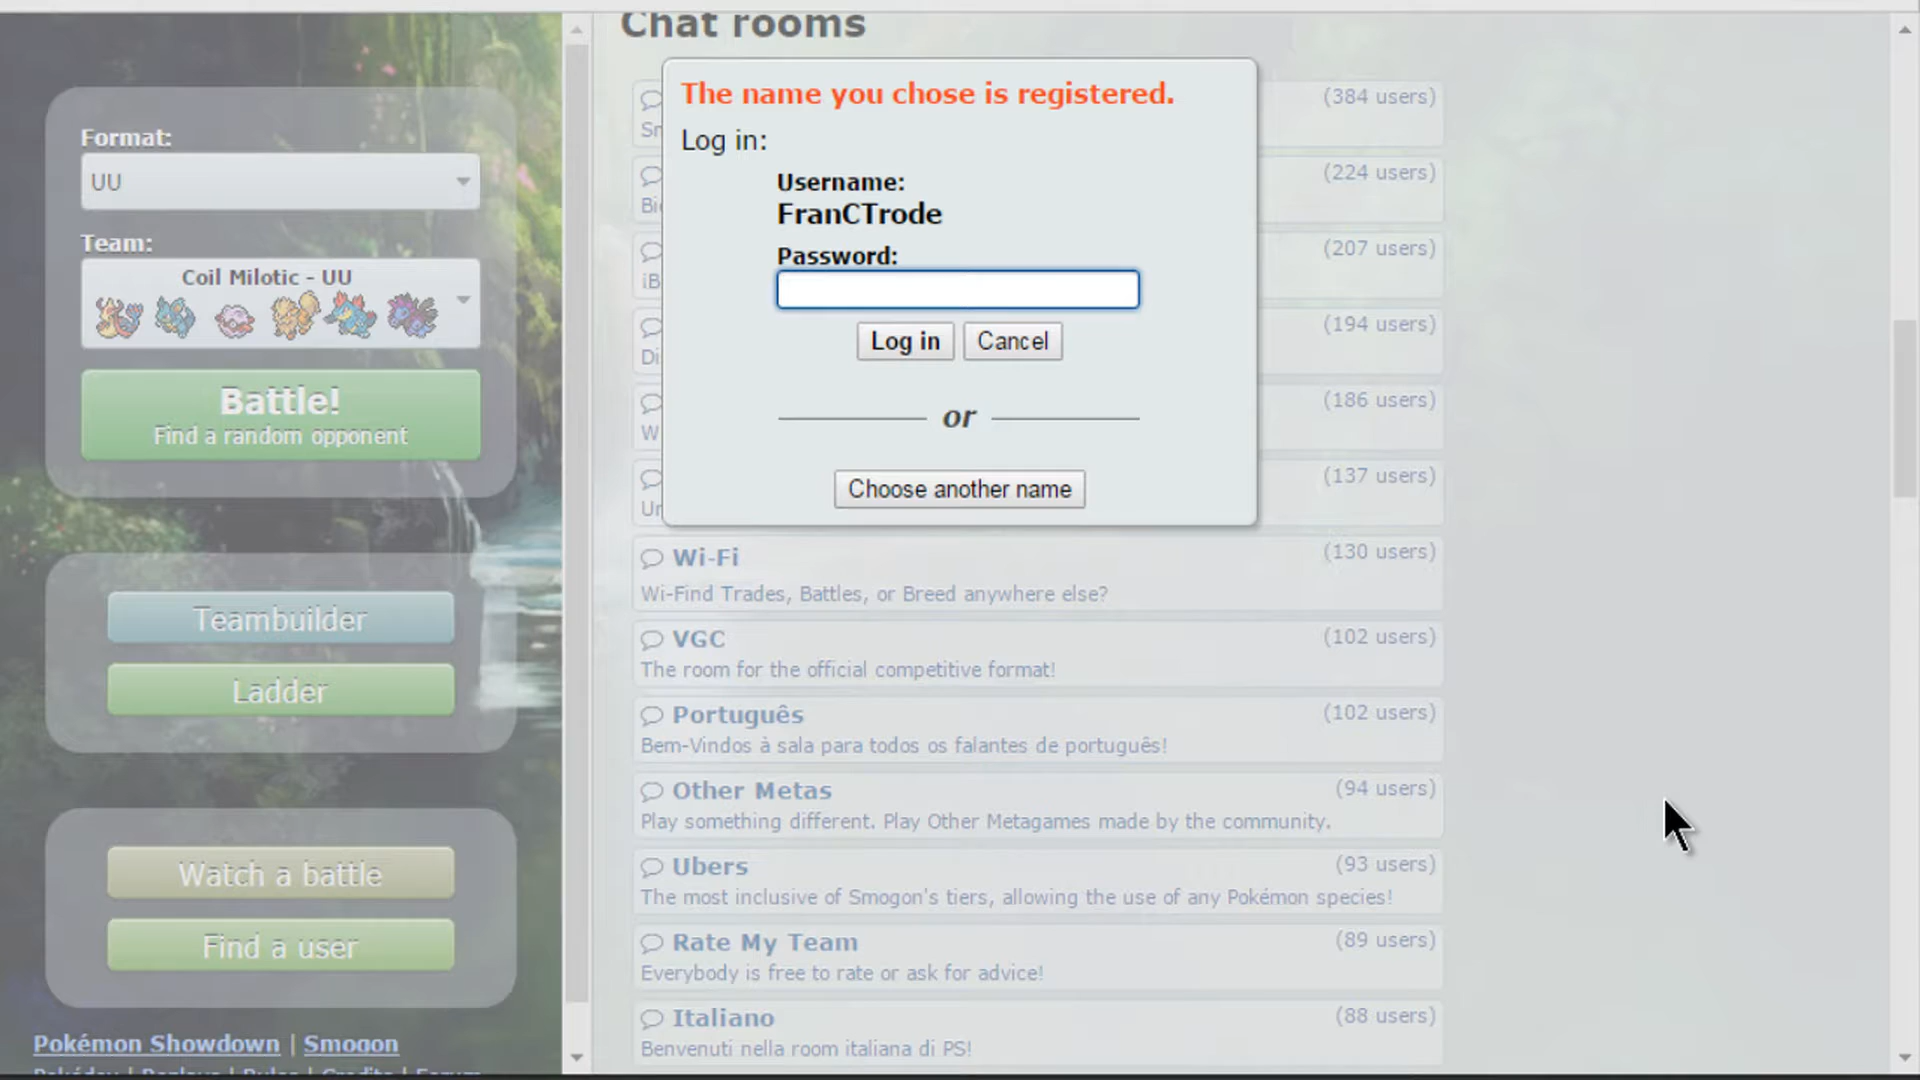 Chat rooms
Format:
UU
Team:
Coil Milotic - UU
Battle!
Find a random opponent
Teambuilder
Ladder
Watch a battle
Find a user
Pokémon Showdown | Smogon
The name you chose is registered.
Log in:
Username:
FranCTrode
Password:
Log in Cancel
or
Choose another name
(384 users)
(224 users)
(207 users)
(194 users)
(186 users)
(137 users)
Wi-Fi (130 users)
Wi-Find Trades, Battles, or Breed anywhere else?
VGC (102 users)
The room for the official competitive format!
Português (102 users)
Bem-Vindos à sala para todos os falantes de português!
Other Metas (94 users)
Play something different. Play Other Metagames made by the community.
Ubers (93 users)
The most inclusive of Smogon's tiers, allowing the use of any Pokémon species!
Rate My Team (89 users)
Everybody is free to rate or ask for advice!
Italiano (88 users)
Benvenuti nella room italiana di PS!